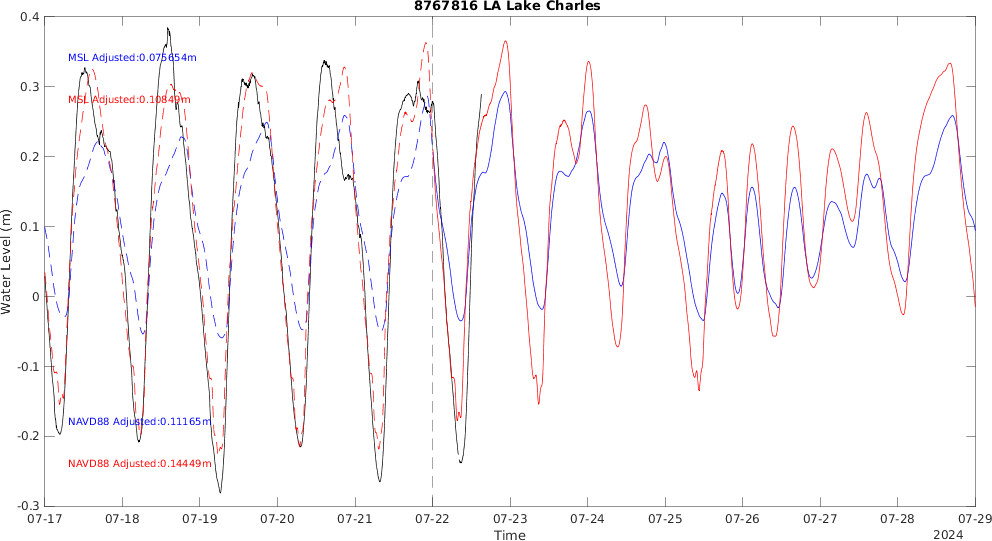 8767816 LA Lake Charles
0.4
0.3
0.2
0.1
0
-0.1
-0.2
-0.3
Water Level (m)
MSL Adjusted:0.075654m
MSL Adjusted:0.10849m
NAVD88 Adjusted:0.11165m
NAVD88 Adjusted:0.14449m
07-17 07-18 07-19 07-20 07-21 07-22 07-23 07-24 07-25 07-26 07-27 07-28 07-29
Time
2024